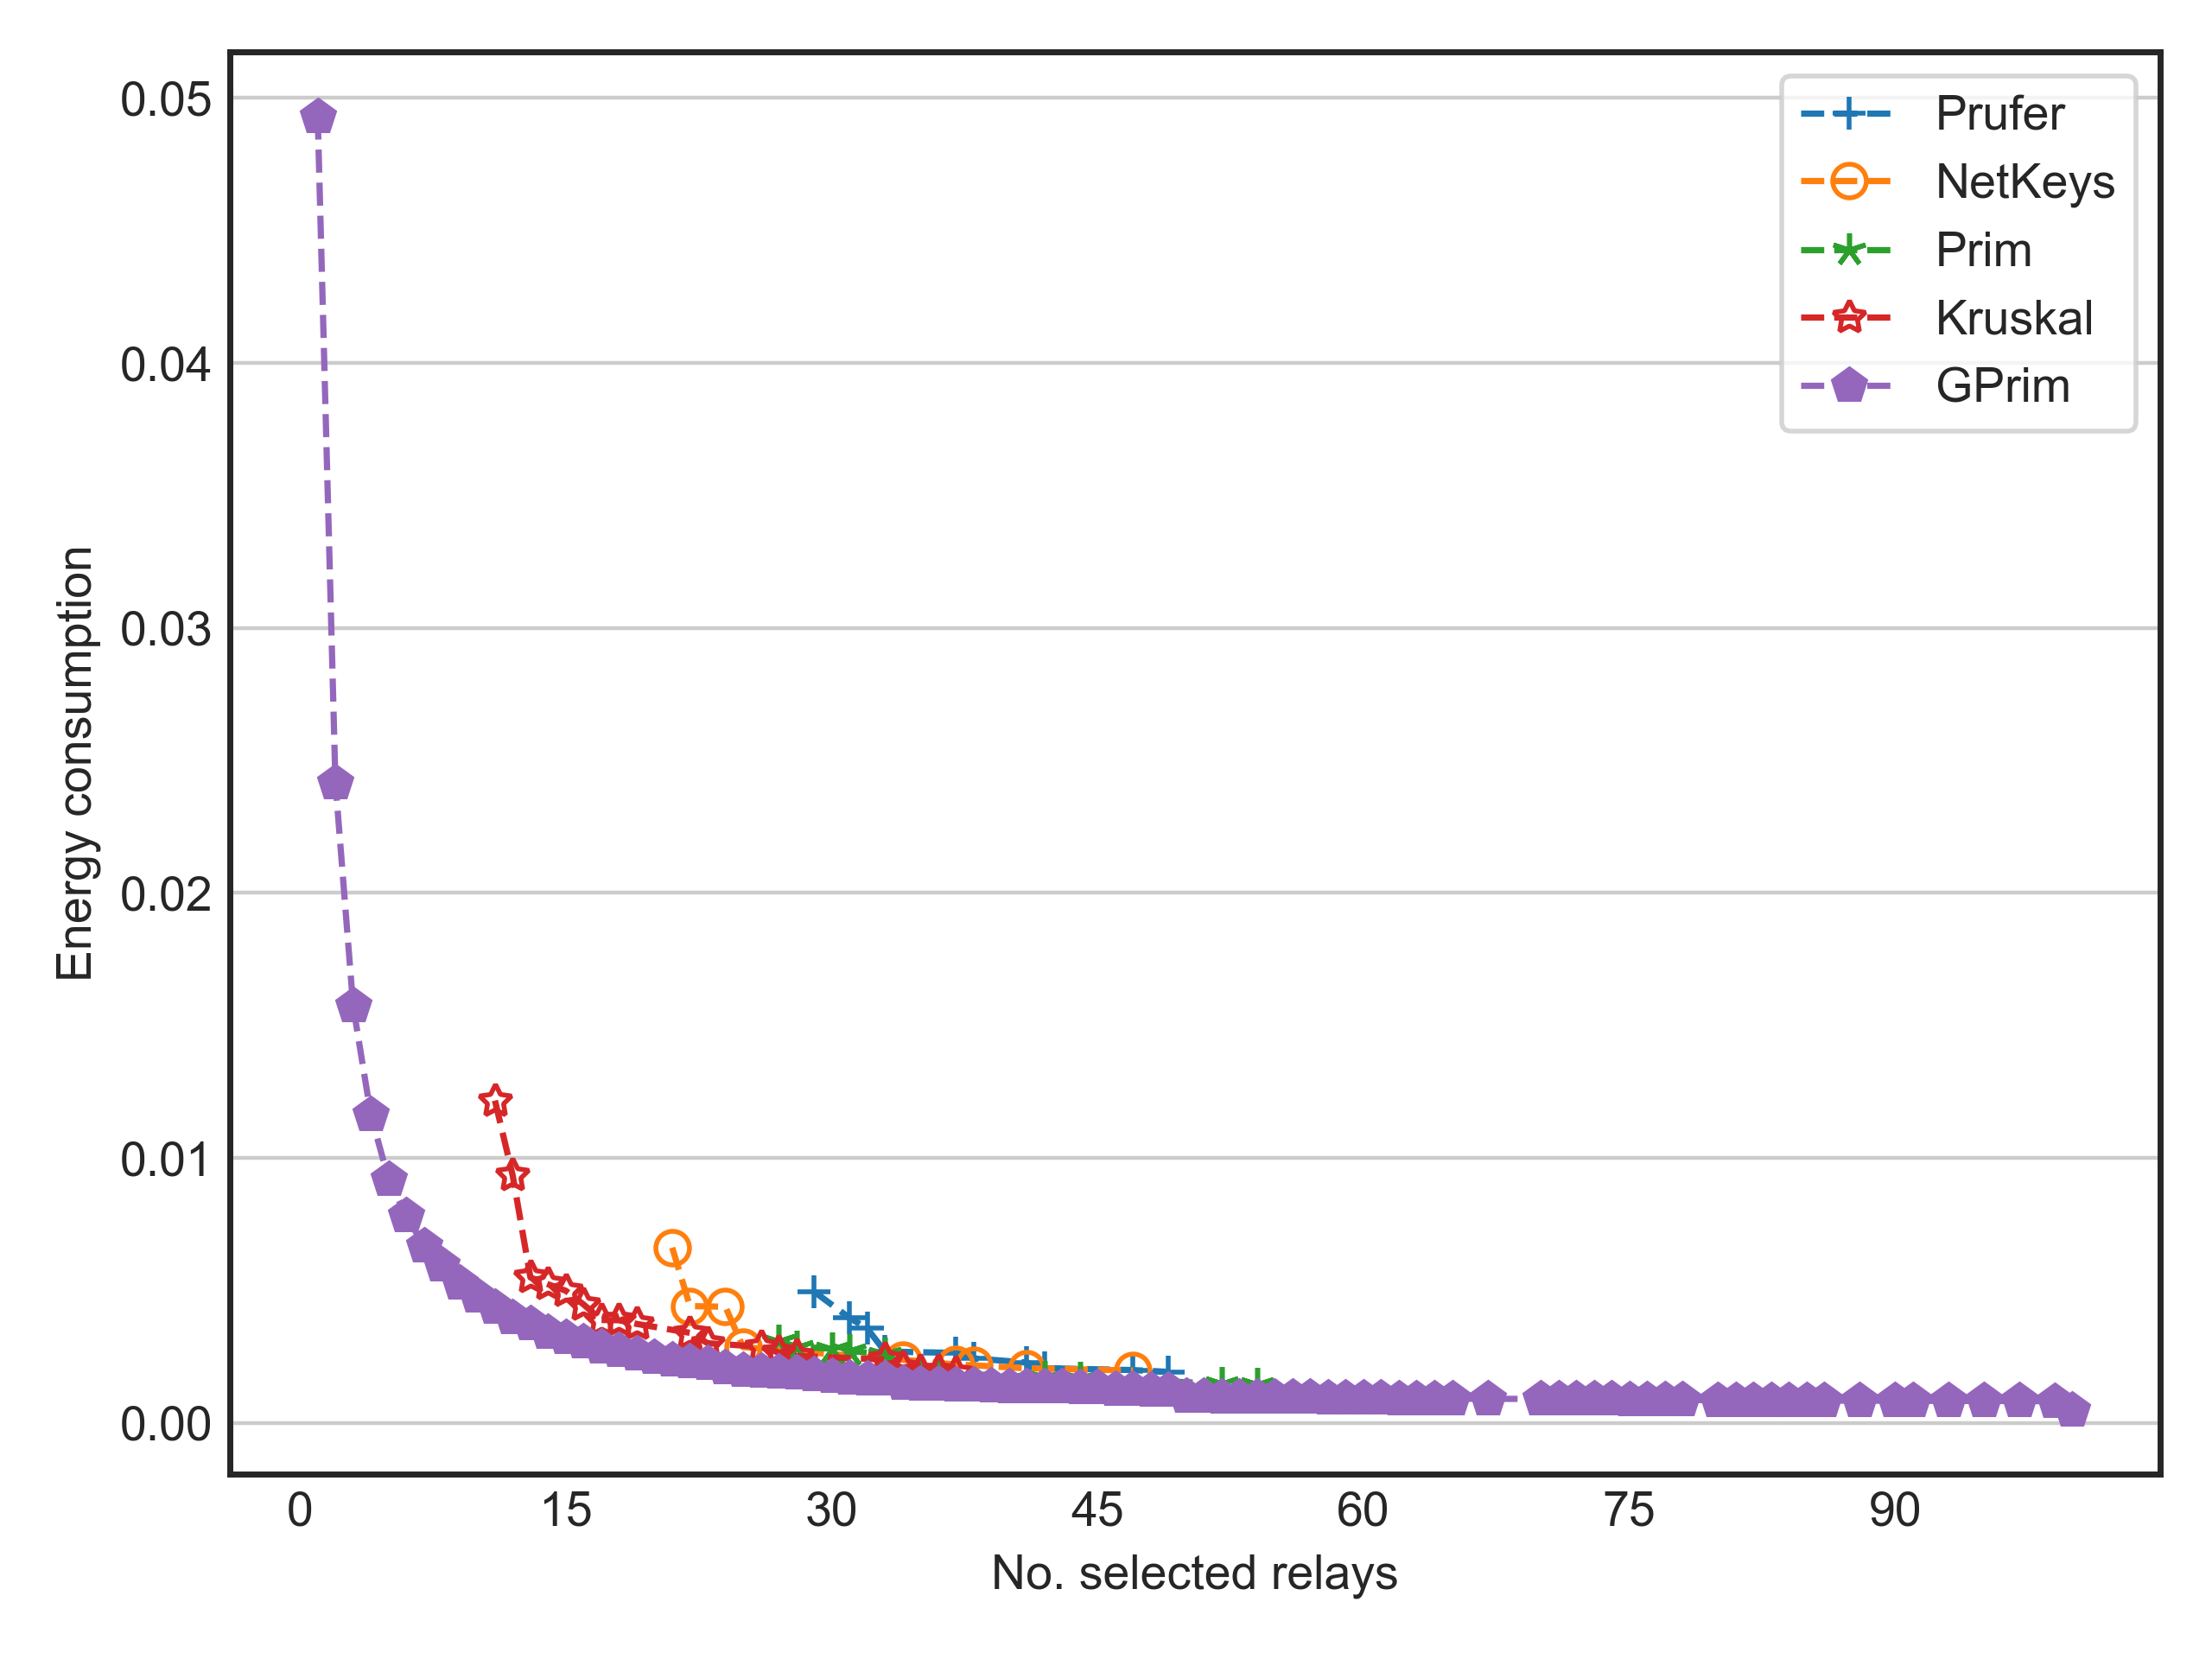 0.05
0.04
0.03
0.02
0.01
0.00
Energy consumption
0 15 30 45 60 75 90
No. selected relays
Prufer
NetKeys
Prim
Kruskal
GPrim